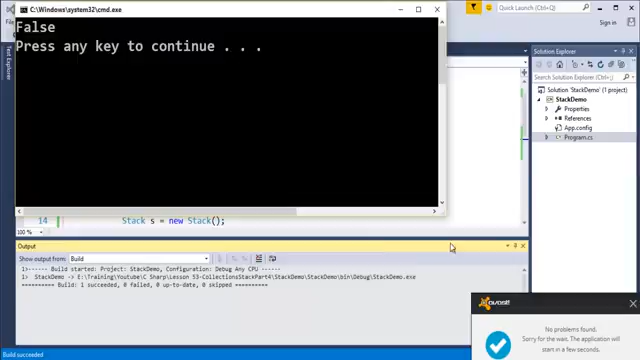 C:\Windows\system32\cmd.exe
False
Press any key to continue . . .
Quick Launch (Ctrl+Q)
Sign in
Test Explorer
Solution Explorer
Search Solution Explorer (Ctrl+;)
Solution 'StackDemo' (1 project)
StackDemo
Properties
References
App.config
Program.cs
14 Stack s = new Stack();
100 %
Output
Show output from: Build
1>------ Build started: Project: StackDemo, Configuration: Debug Any CPU ------
1> StackDemo -> E:\Training\Youtube\C Sharp\Lesson 53-CollectionsStackPart4\StackDemo\StackDemo\bin\Debug\StackDemo.exe
========== Build: 1 succeeded, 0 failed, 0 up-to-date, 0 skipped ==========
avast!
No problems found.
Sorry for the wait. The application will
start in a few seconds.
Build succeeded